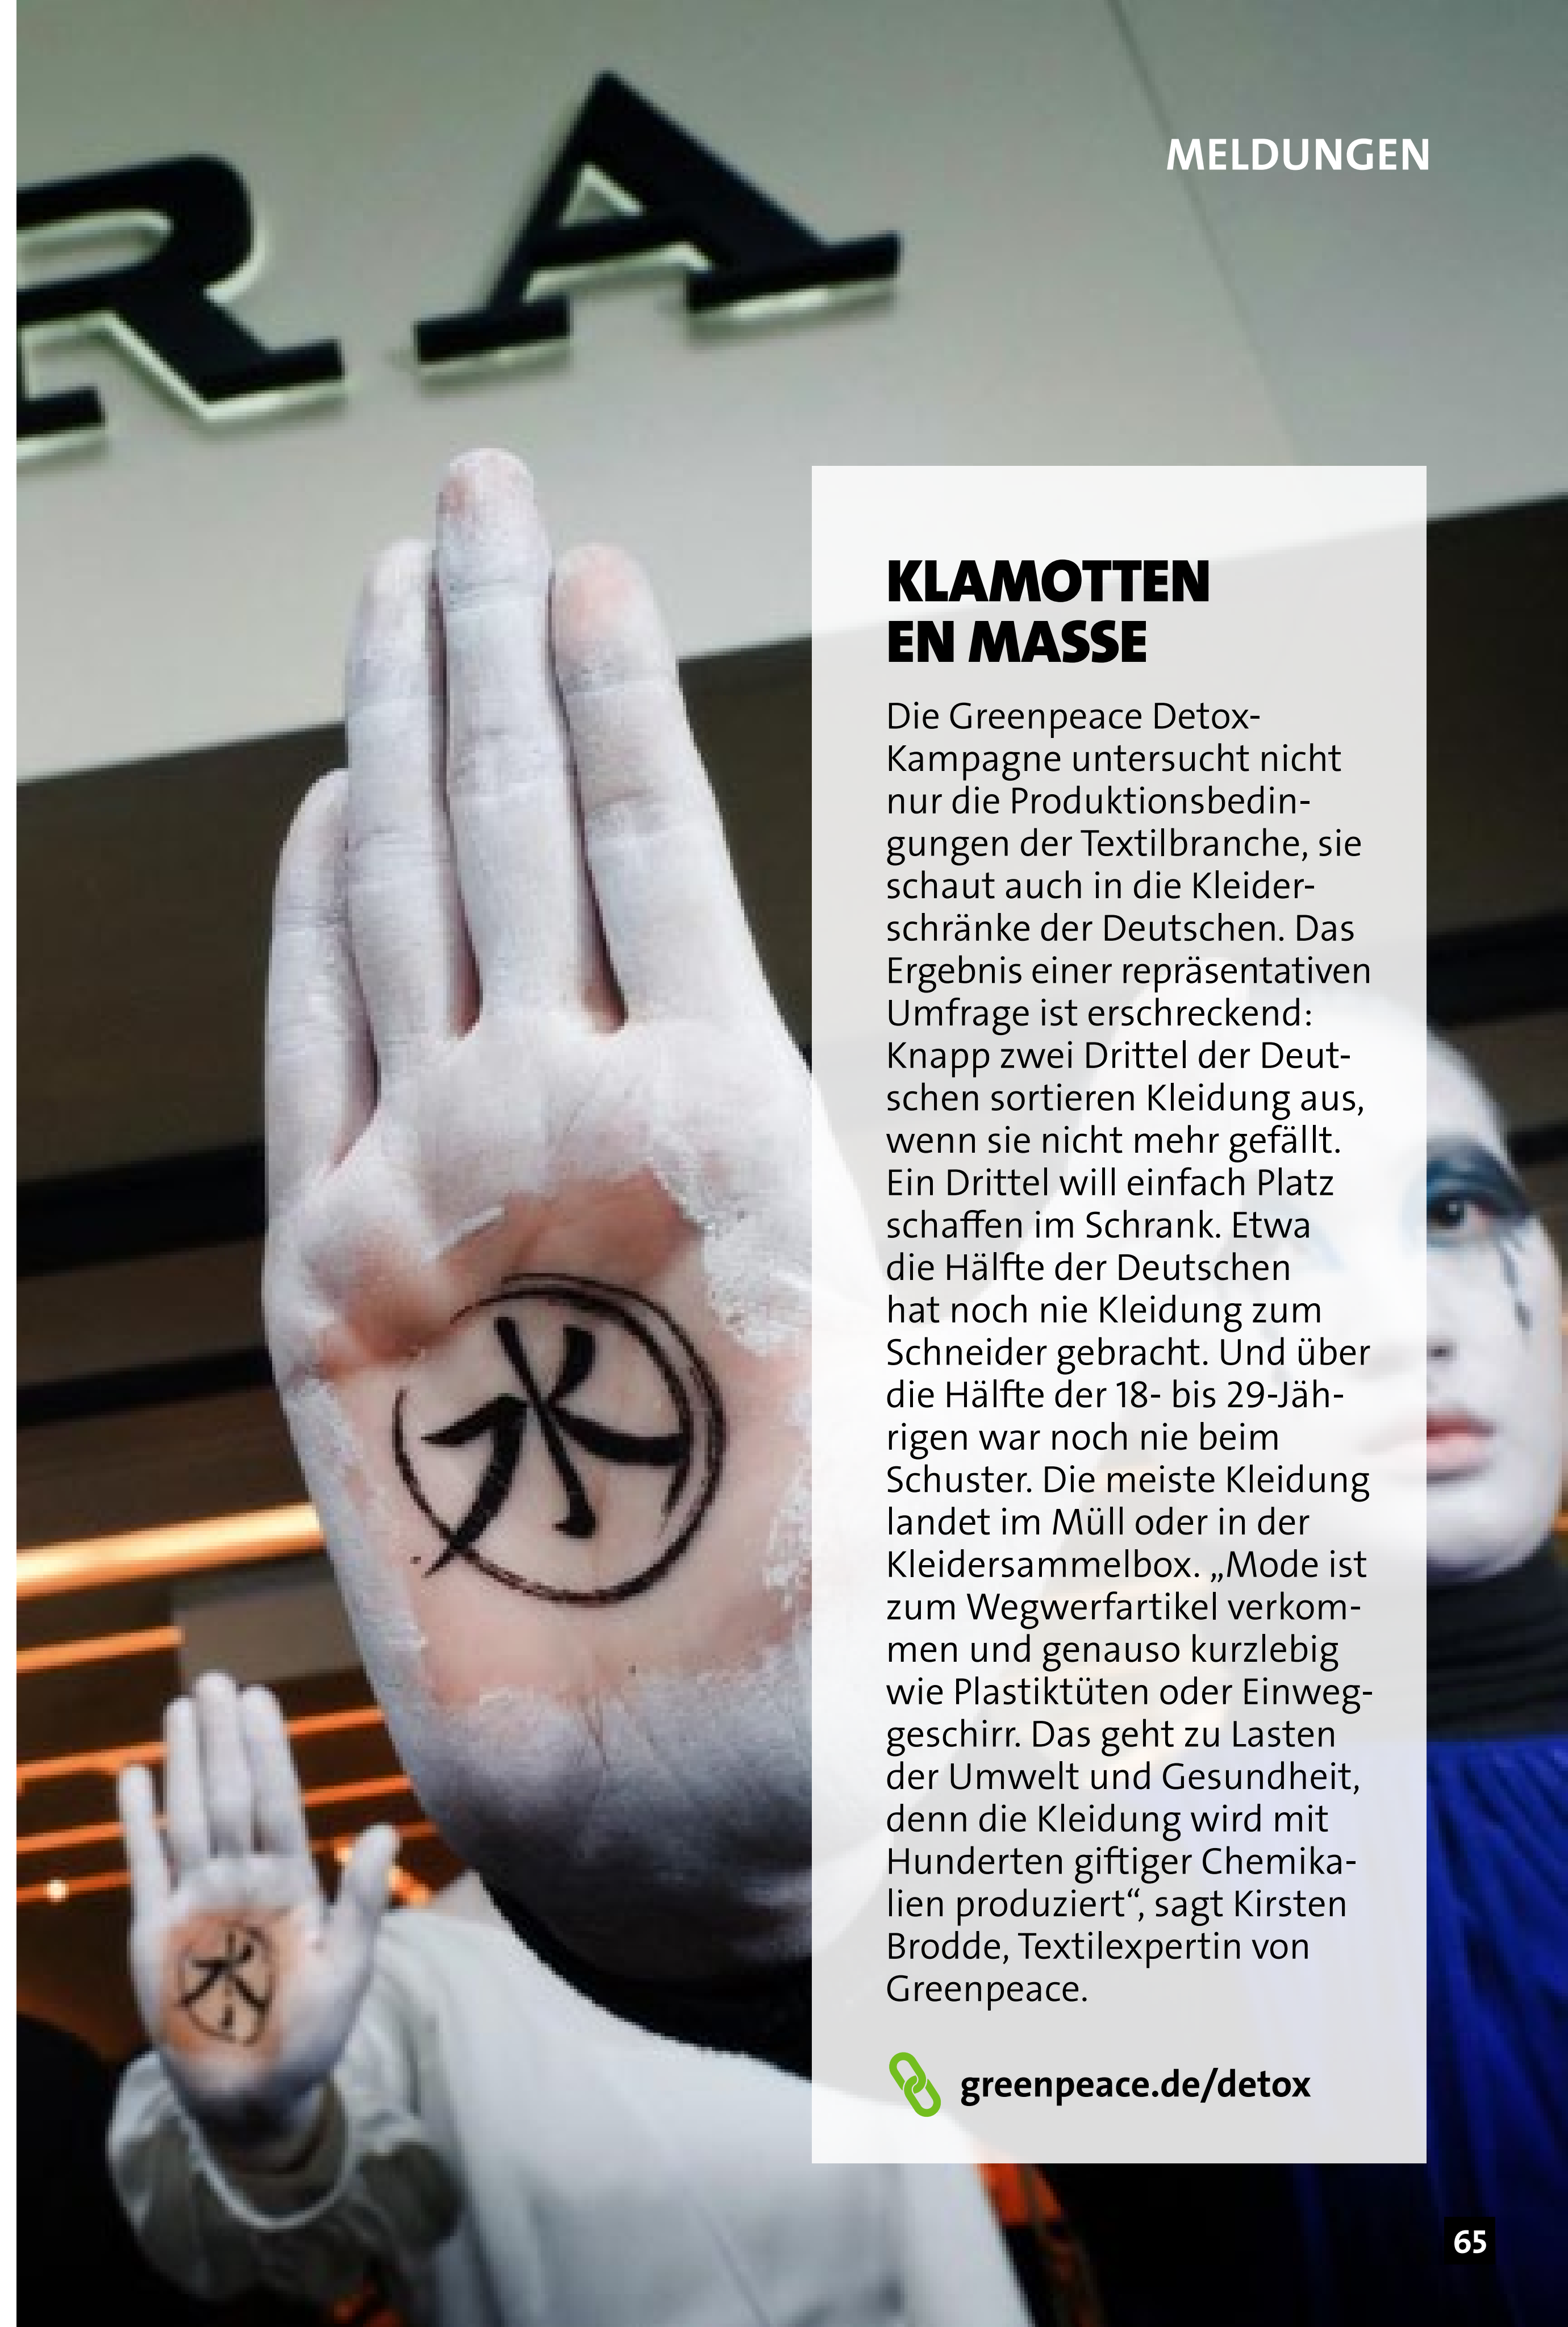 RA
MELDUNGEN
KLAMOTTEN
EN MASSE
Die Greenpeace Detox-
Kampagne untersucht nicht
nur die Produktionsbedin-
gungen der Textilbranche, sie
schaut auch in die Kleider-
schränke der Deutschen. Das
Ergebnis einer repräsentativen
Umfrage ist erschreckend:
Knapp zwei Drittel der Deut-
schen sortieren Kleidung aus,
wenn sie nicht mehr gefällt.
Ein Drittel will einfach Platz
schaffen im Schrank. Etwa
die Hälfte der Deutschen
hat noch nie Kleidung zum
Schneider gebracht. Und über
die Hälfte der 18- bis 29-Jäh-
rigen war noch nie beim
Schuster. Die meiste Kleidung
landet im Müll oder in der
Kleidersammelbox. „Mode ist
zum Wegwerfartikel verkom-
men und genauso kurzlebig
wie Plastiktüten oder Einweg-
geschirr. Das geht zu Lasten
der Umwelt und Gesundheit,
denn die Kleidung wird mit
Hunderten giftiger Chemika-
lien produziert“, sagt Kirsten
Brodde, Textilexpertin von
Greenpeace.
greenpeace.de/detox
水
水
65